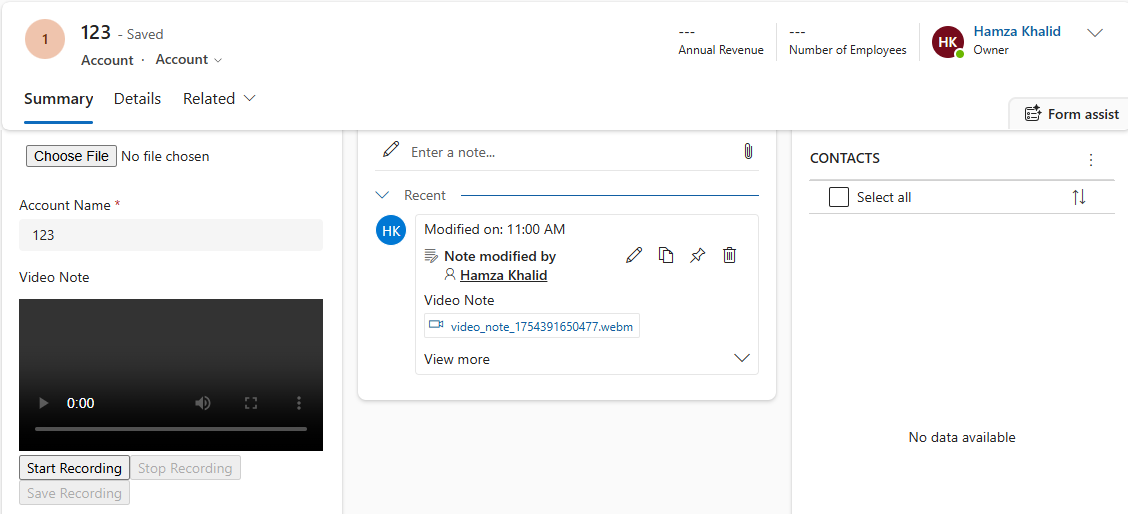 1
123 - Saved
Account · Account
---
Annual Revenue
---
Number of Employees
HK
Hamza Khalid
Owner
Summary Details Related
Form assist
Choose File No file chosen
Account Name *
123
Video Note
0:00
Start Recording Stop Recording
Save Recording
Enter a note...
Recent
HK
Modified on: 11:00 AM
Note modified by
Hamza Khalid
Video Note
video_note_1754391650477.webm
View more
CONTACTS
Select all
No data available